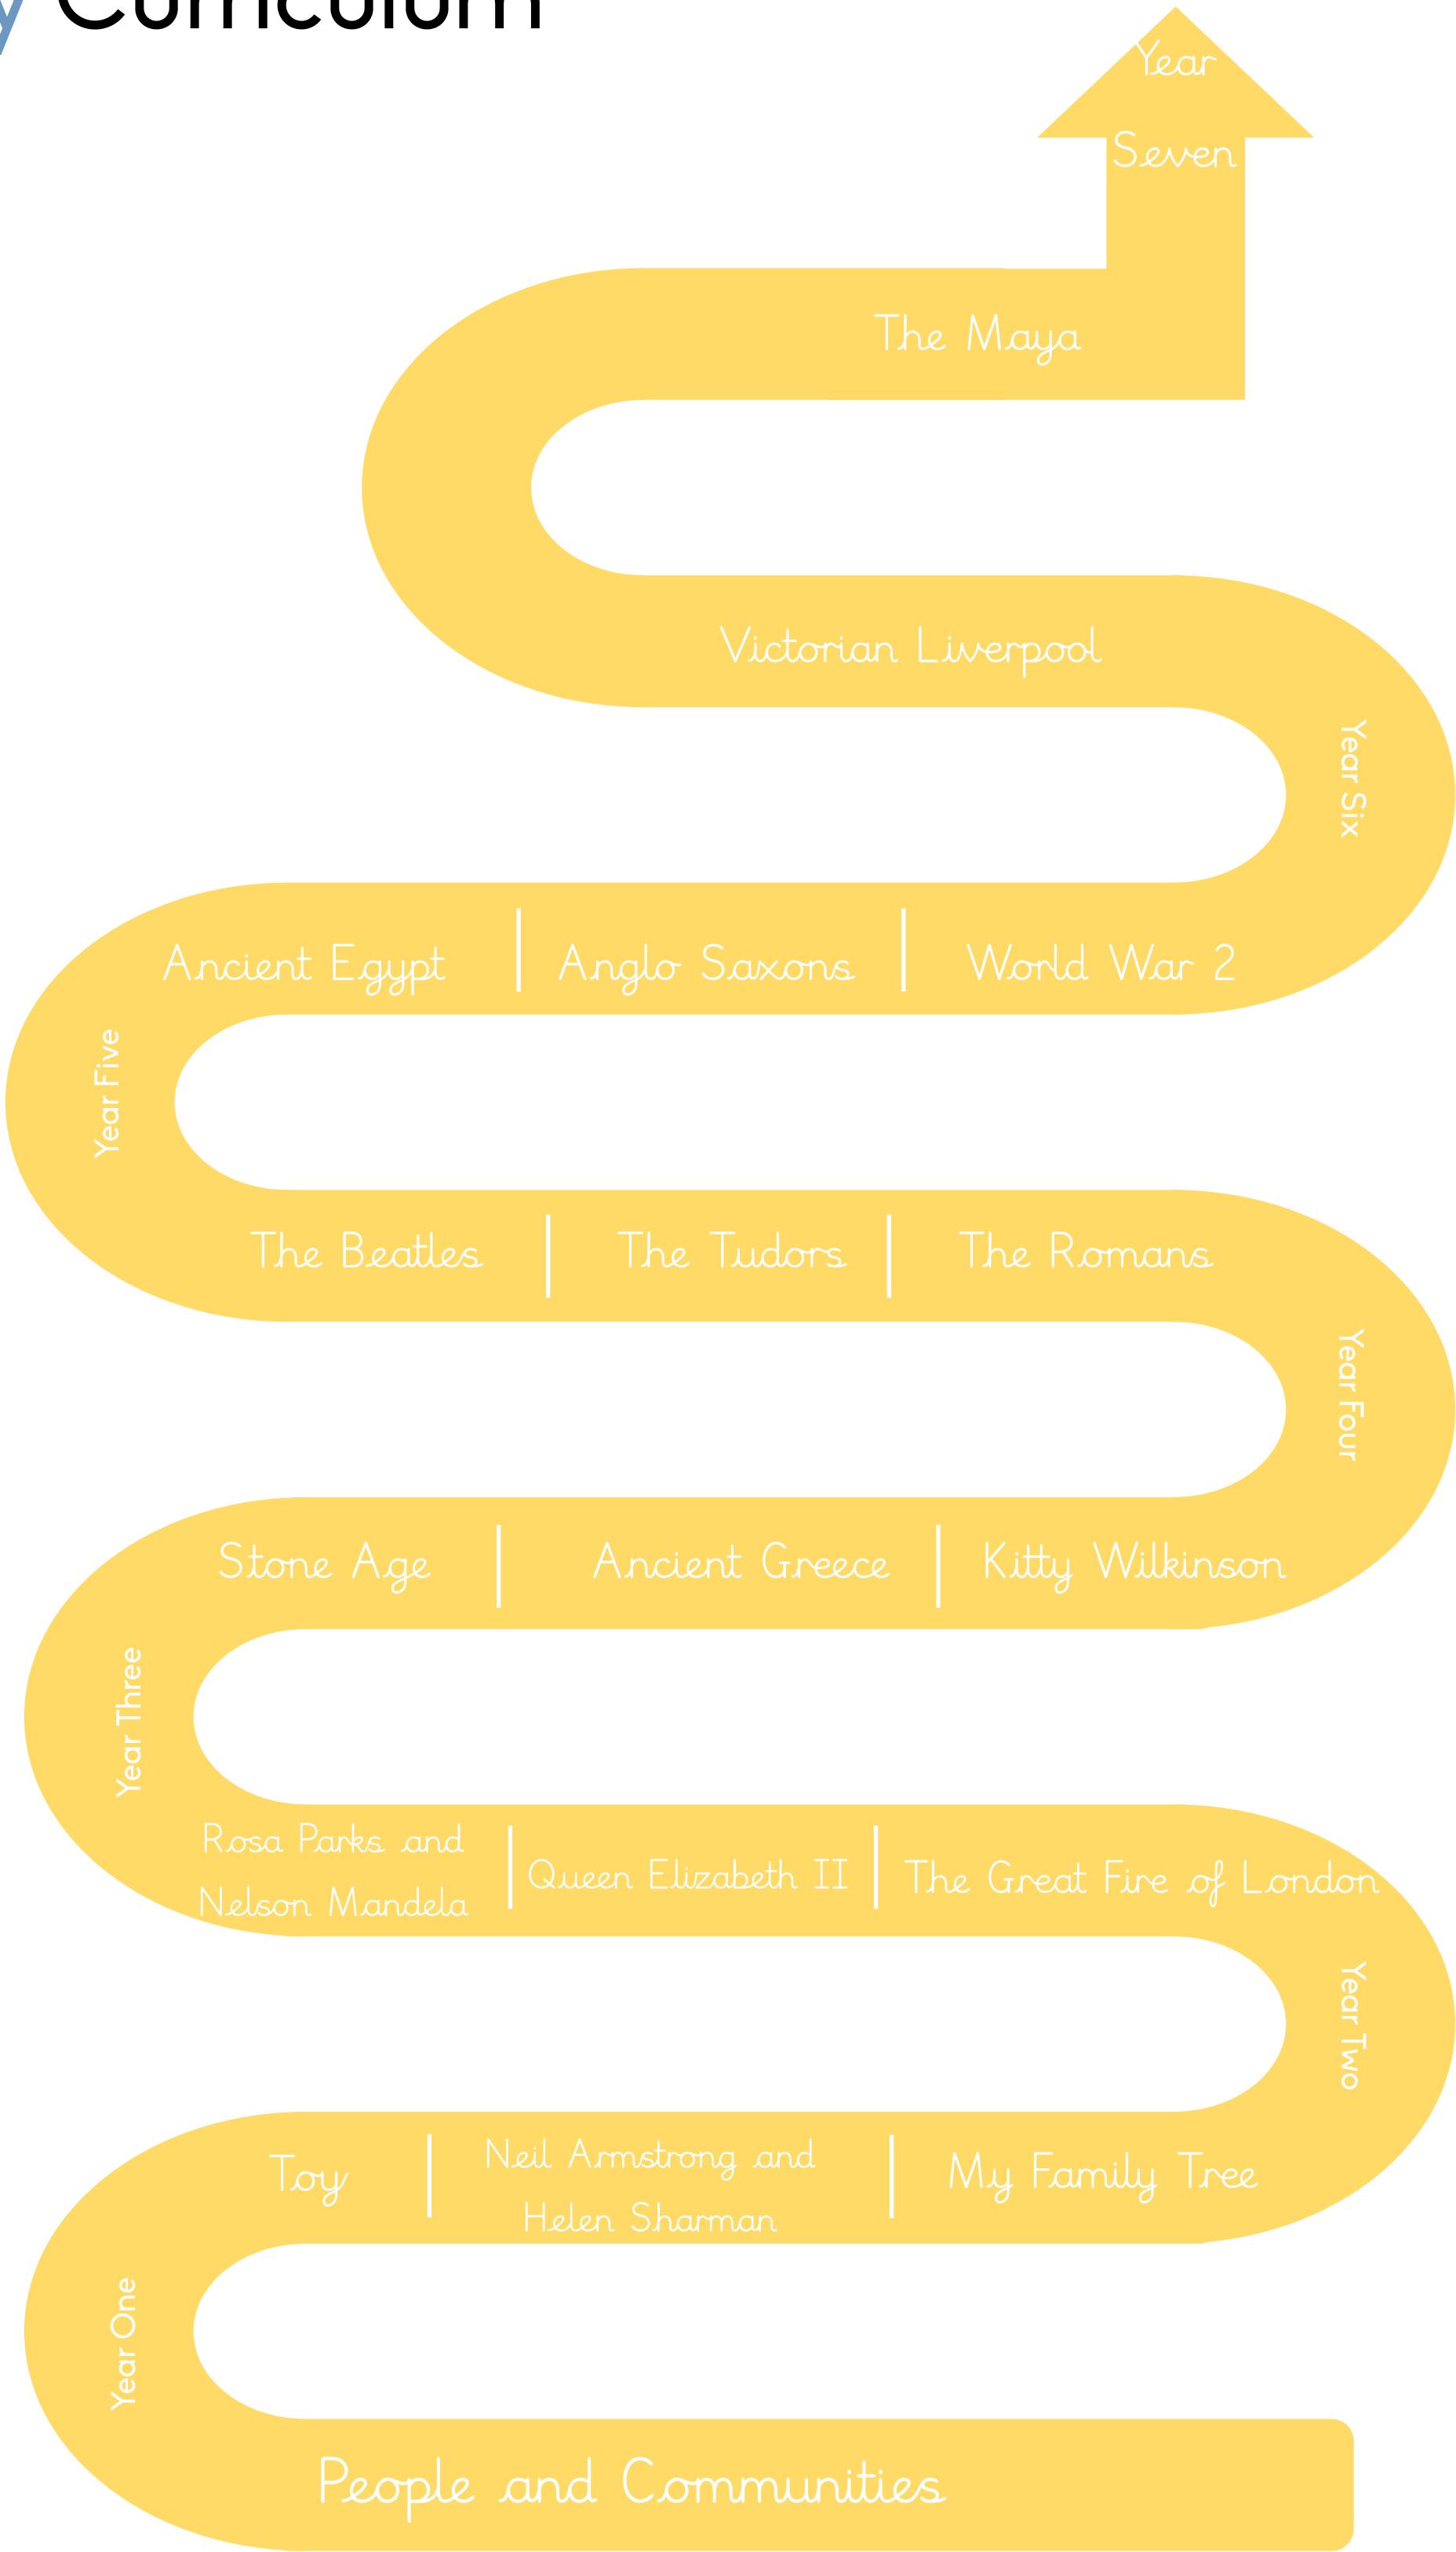 Curriculum
Year
Seven
The Maya
Victorian Liverpool
Year Six
Ancient Egypt
Anglo Saxons
World War 2
Year Five
The Beatles
The Tudors
The Romans
Year Four
Stone Age
Ancient Greece
Kitty Wilkinson
Year Three
Rosa Parks and
Nelson Mandela
Queen Elizabeth II
The Great Fire of London
Year Two
Toy
Neil Armstrong and
Helen Sharman
My Family Tree
Year One
People and Communities